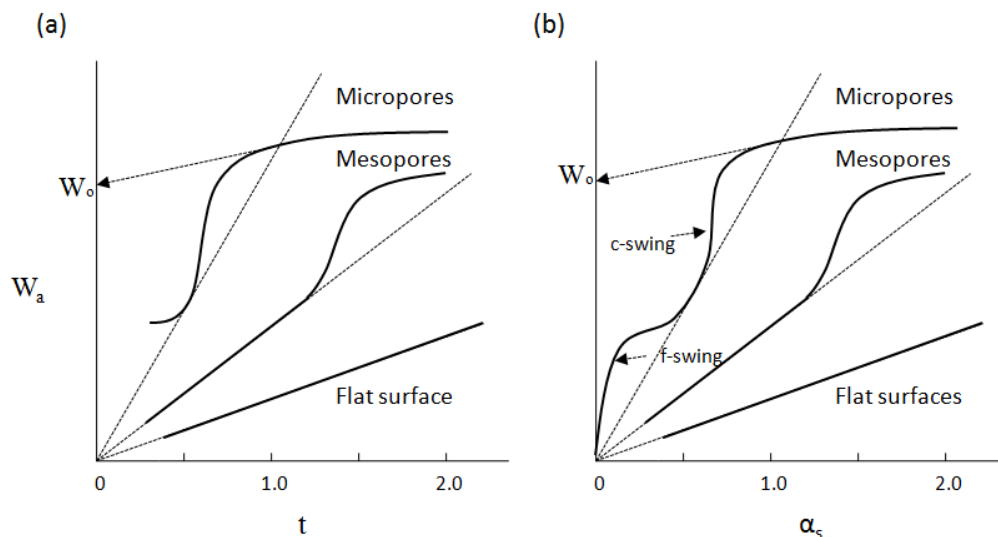 (a)
Micropores
Mesopores
Wₒ
Wₐ
Flat surface
0
1.0
2.0
t
(b)
Micropores
Mesopores
Wₒ
c-swing
f-swing
Flat surfaces
0
1.0
2.0
αₛ